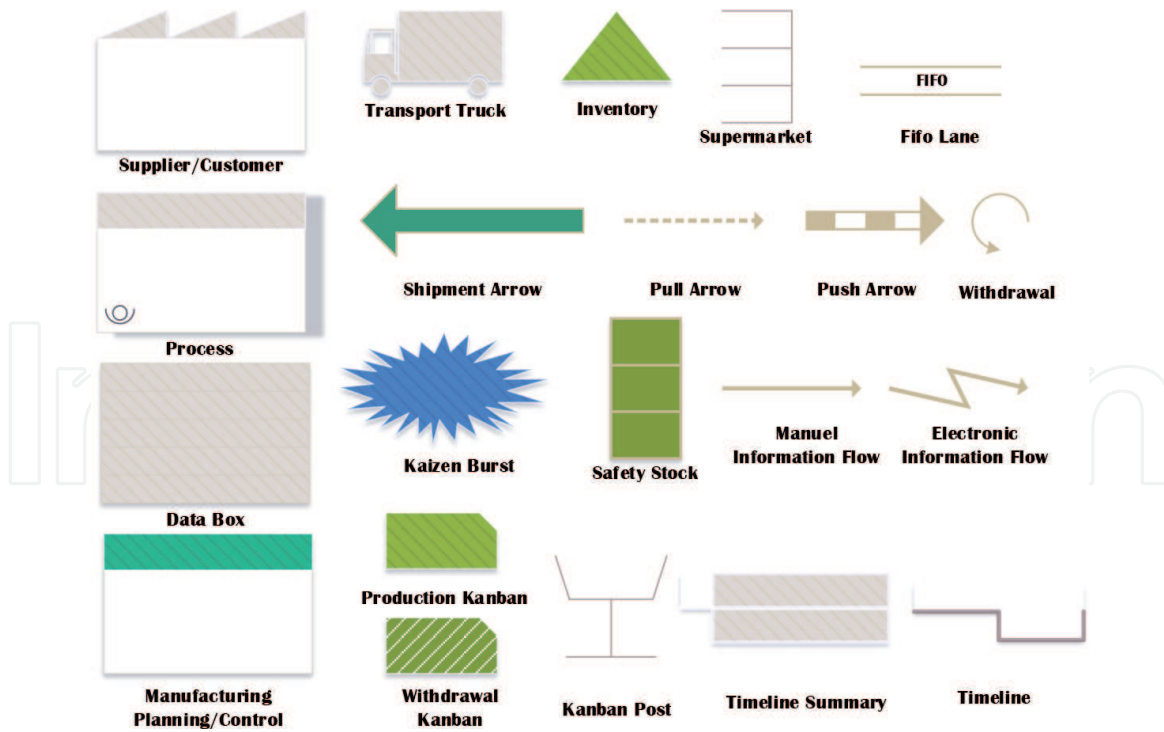 Transport Truck
Inventory
Supermarket
FIFO
Fifo Lane
Supplier/Customer
Shipment Arrow
Pull Arrow
Push Arrow
Withdrawal
Process
Kaizen Burst
Safety Stock
Manuel
Information Flow
Electronic
Information Flow
Data Box
Production Kanban
Manufacturing
Planning/Control
Withdrawal
Kanban
Kanban Post
Timeline Summary
Timeline